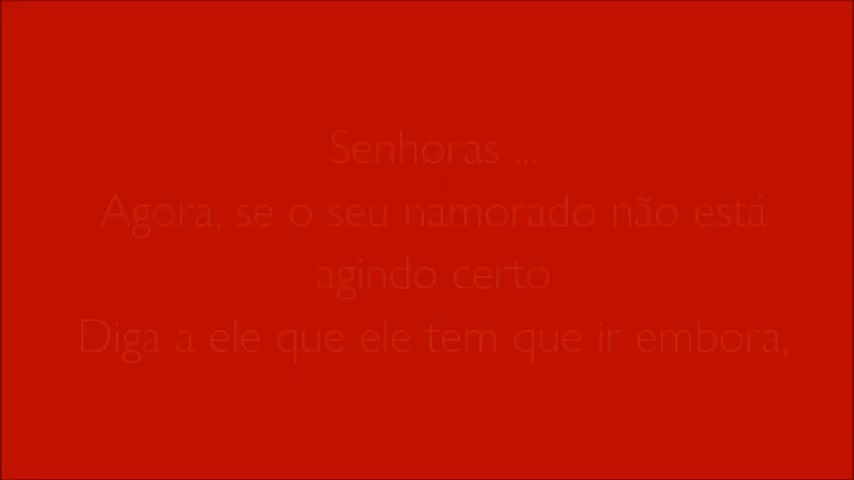 Senhoras ...
Agora, se o seu namorado não está
agindo certo
Diga a ele que ele tem que ir embora,